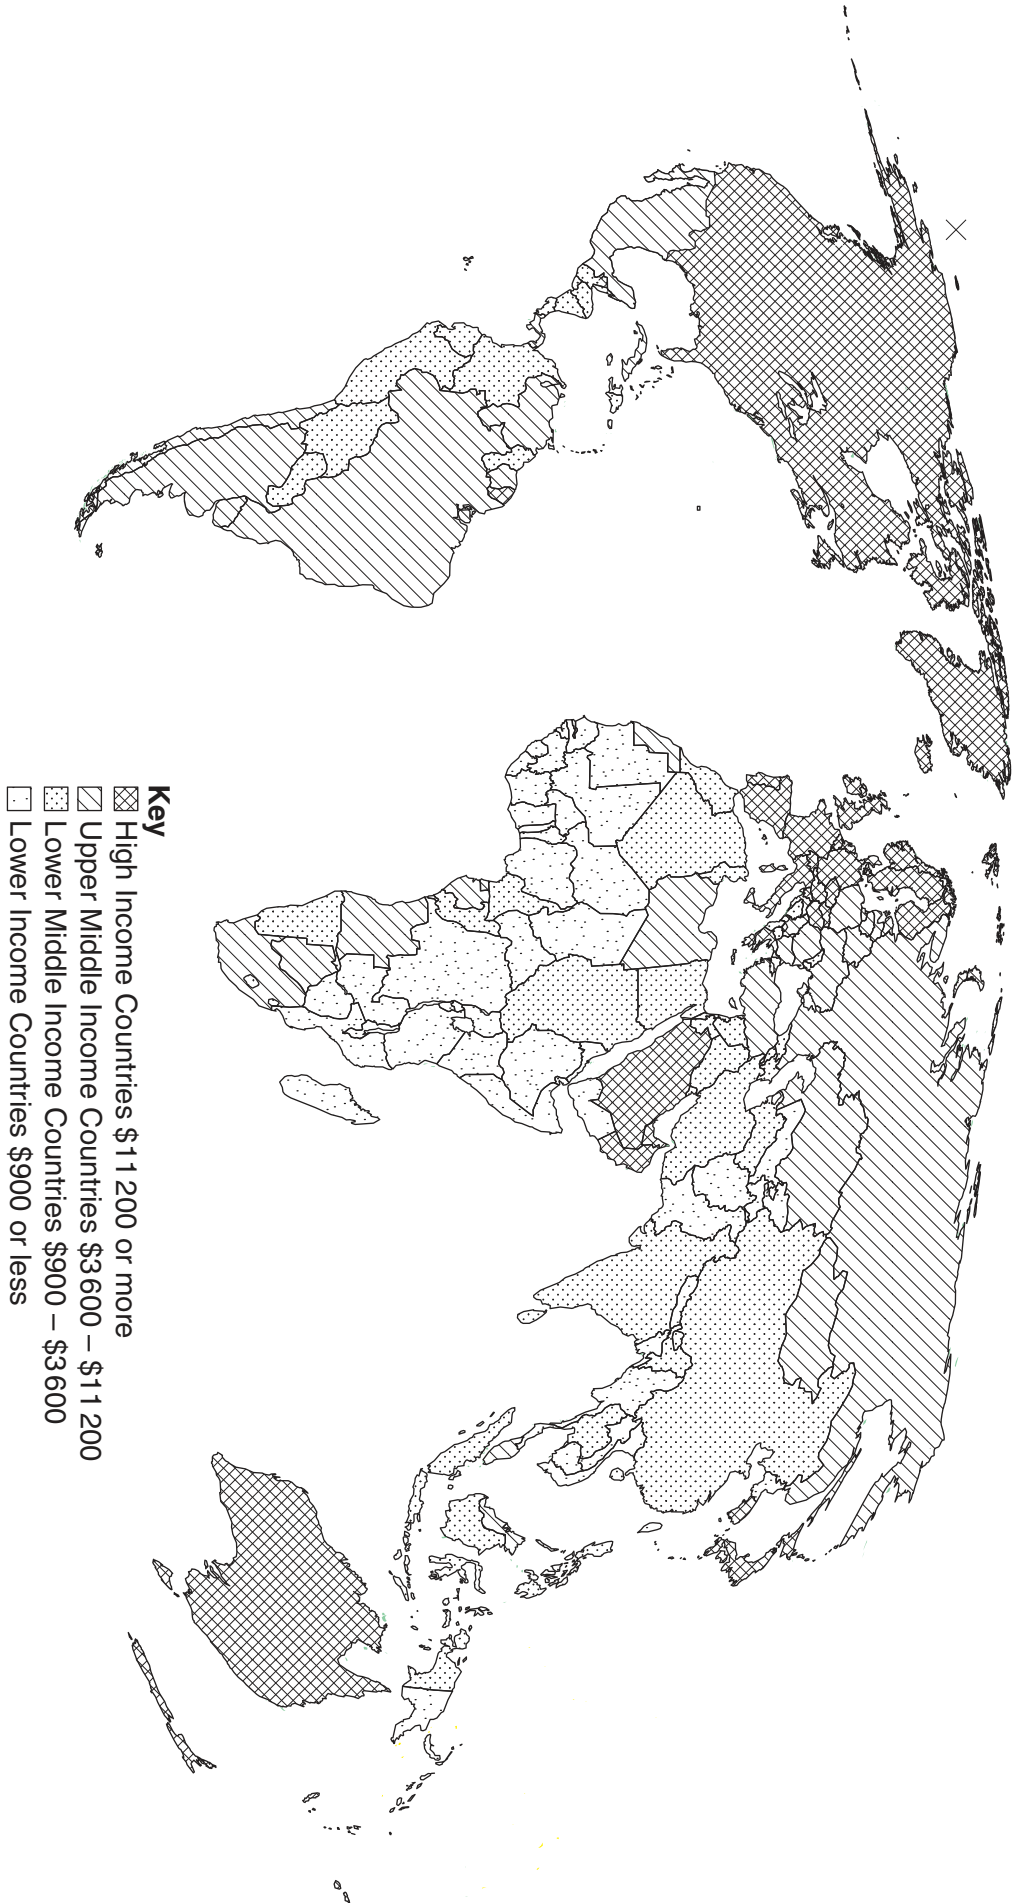 Key
High Income Countries $11 200 or more
Upper Middle Income Countries $3600 – $11 200
Lower Middle Income Countries $900 – $3600
Lower Income Countries $900 or less